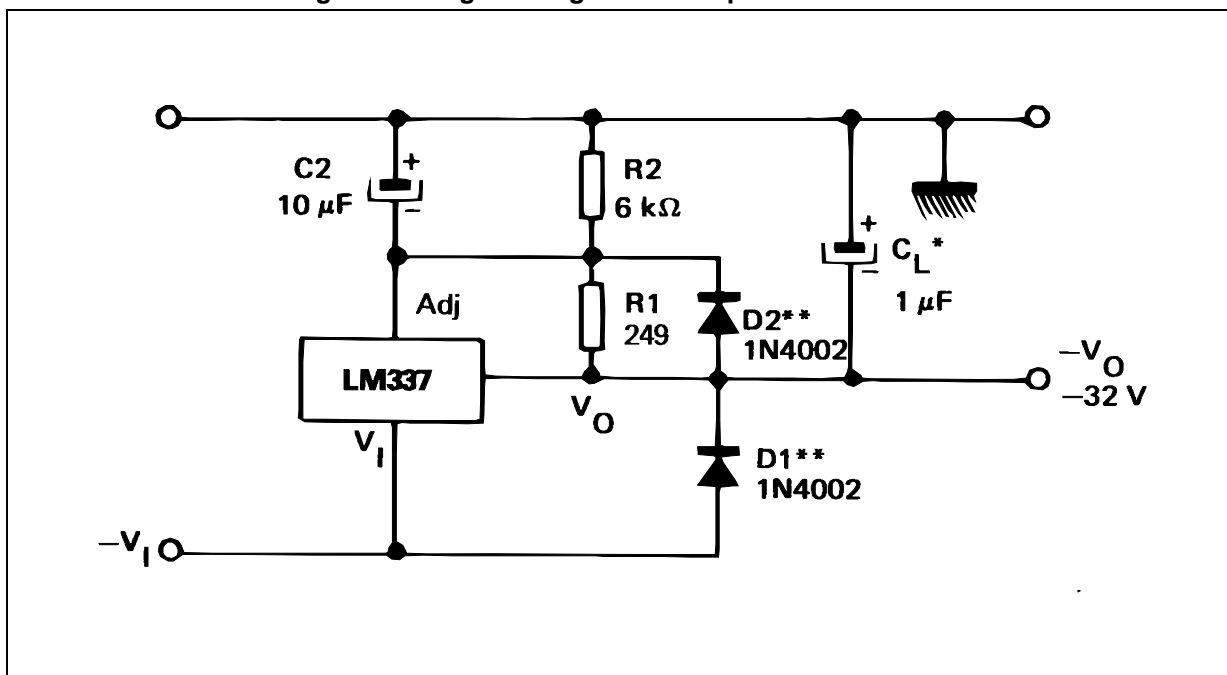 C2
10 μF
+
−
R2
6 kΩ
+
−
C_L*
1 μF
Adj
R1
249
D2**
1N4002
LM337
V_O
−V_O
−32 V
V_I
D1**
1N4002
−V_I